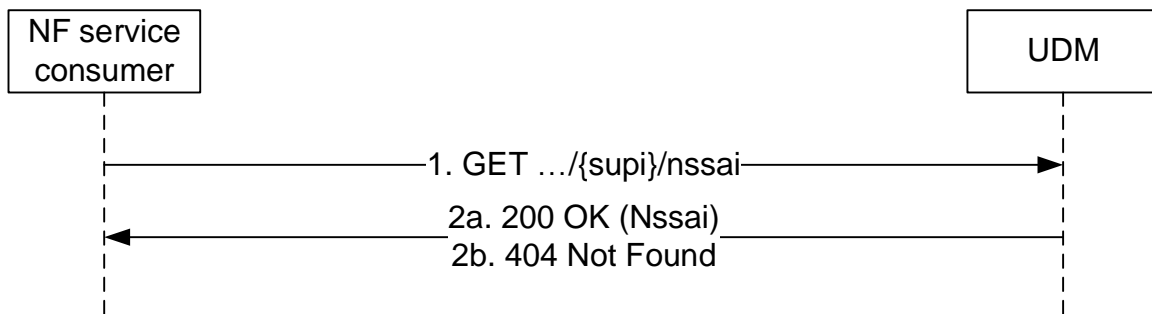 NF service
consumer
UDM
1. GET …/{supi}/nssai
2a. 200 OK (Nssai)
2b. 404 Not Found